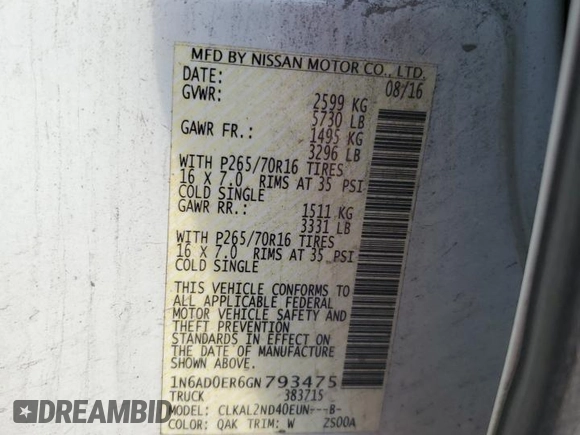 MFD BY NISSAN MOTOR CO., LTD.
DATE: 08/16
GVWR: 2599 KG
5730 LB
GAWR FR.: 1495 KG
3296 LB
WITH P265/70R16 TIRES
16 X 7.0 RIMS AT 35 PSI
COLD SINGLE
GAWR RR.: 1511 KG
3331 LB
WITH P265/70R16 TIRES
16 X 7.0 RIMS AT 35 PSI
COLD SINGLE
THIS VEHICLE CONFORMS TO
ALL APPLICABLE FEDERAL
MOTOR VEHICLE SAFETY AND
THEFT PREVENTION
STANDARDS IN EFFECT ON
THE DATE OF MANUFACTURE
SHOWN ABOVE.
1N6AD0ER6GN793475
TRUCK 383715
MODEL: CLKAL2ND40EUN---B-
COLOR: QAK TRIM: W 2S00A
DREAMBID